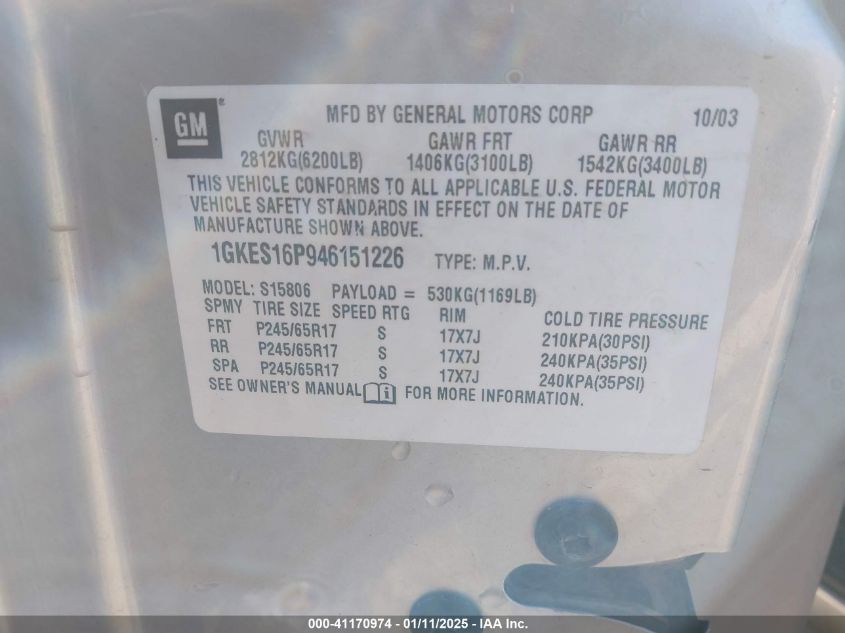 GM ® MFD BY GENERAL MOTORS CORP 10/03
GVWR GAWR FRT GAWR RR
2812KG(6200LB) 1406KG(3100LB) 1542KG(3400LB)
THIS VEHICLE CONFORMS TO ALL APPLICABLE U.S. FEDERAL MOTOR
VEHICLE SAFETY STANDARDS IN EFFECT ON THE DATE OF
MANUFACTURE SHOWN ABOVE.
1GKES16P946151226 TYPE: M.P.V.
MODEL: S15806 PAYLOAD = 530KG(1169LB)
SPMY TIRE SIZE SPEED RTG RIM COLD TIRE PRESSURE
FRT P245/65R17 S 17X7J 210KPA(30PSI)
RR P245/65R17 S 17X7J 240KPA(35PSI)
SPA P245/65R17 S 17X7J 240KPA(35PSI)
SEE OWNER'S MANUAL FOR MORE INFORMATION.
000-41170974 - 01/11/2025 - IAA Inc.